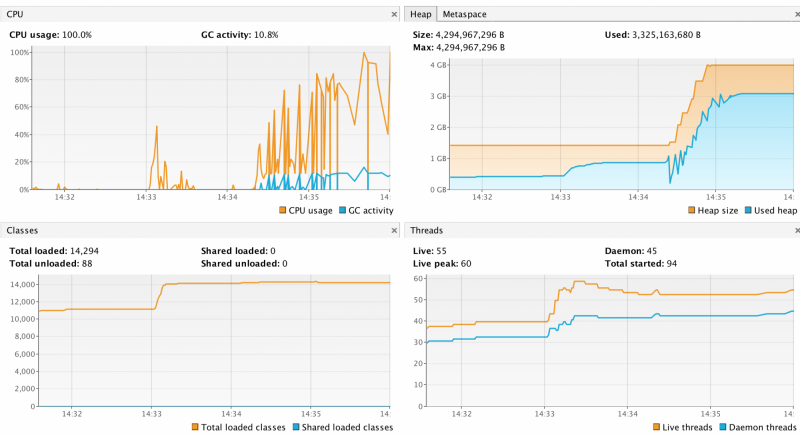 CPU
CPU usage: 100.0% GC activity: 10.8%
100%
80%
60%
40%
20%
0%
14:32 14:33 14:34 14:35 14:
CPU usage GC activity
Heap Metaspace
Size: 4,294,967,296 B Used: 3,325,163,680 B
Max: 4,294,967,296 B
4 GB
3 GB
2 GB
1 GB
0 GB
14:32 14:33 14:34 14:35 14:
Heap size Used heap
Classes
Total loaded: 14,294 Shared loaded: 0
Total unloaded: 88 Shared unloaded: 0
14,000
12,000
10,000
8,000
6,000
4,000
2,000
0
14:32 14:33 14:34 14:35 14:
Total loaded classes Shared loaded classes
Threads
Live: 55 Daemon: 45
Live peak: 60 Total started: 94
60
50
40
30
20
10
0
14:32 14:33 14:34 14:35 14:
Live threads Daemon threads